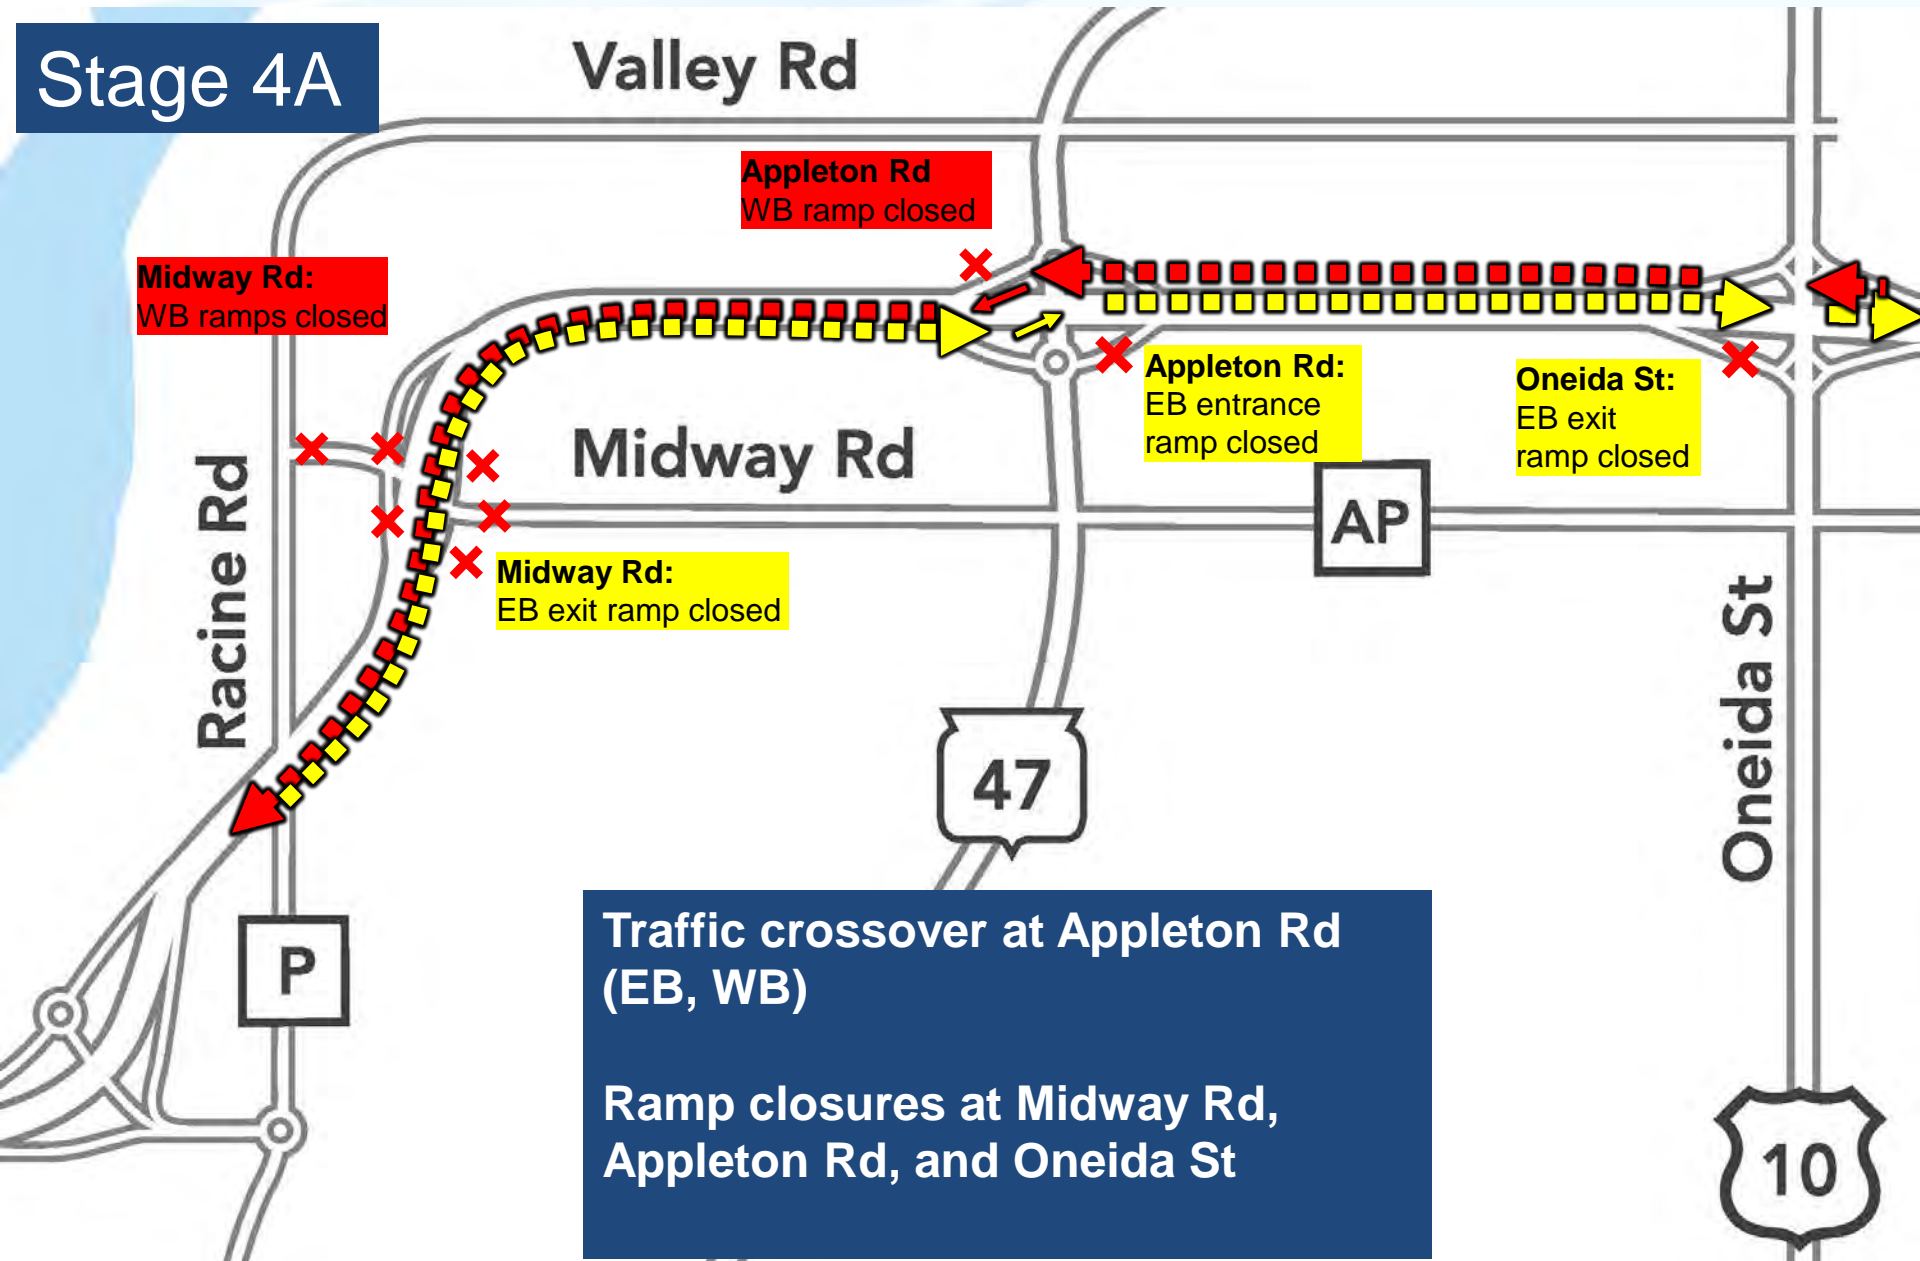 Stage 4A
Valley Rd
Appleton Rd
WB ramp closed
Midway Rd:
WB ramps closed
Appleton Rd:
EB entrance
ramp closed
Oneida St:
EB exit
ramp closed
Midway Rd
AP
Racine Rd
Midway Rd:
EB exit ramp closed
Oneida St
47
P
10
Traffic crossover at Appleton Rd
(EB, WB)
Ramp closures at Midway Rd,
Appleton Rd, and Oneida St